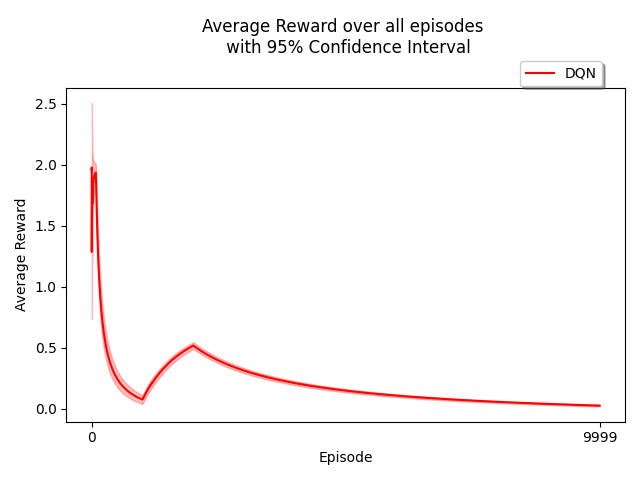 Average Reward over all episodes
with 95% Confidence Interval
DQN
2.5
2.0
1.5
1.0
0.5
0.0
Average Reward
0
9999
Episode